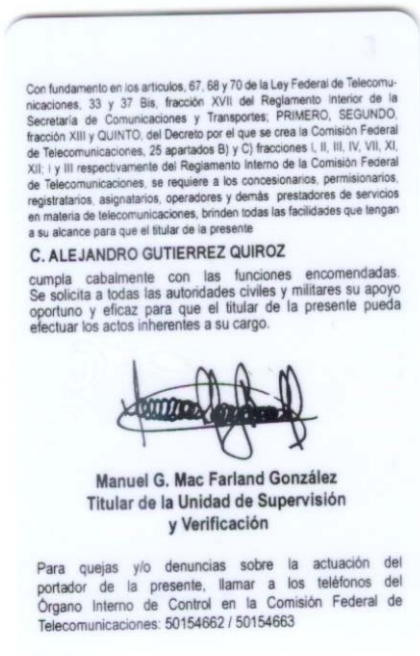 Con fundamento en los articulos, 67, 68 y 70 de la Ley Federal de Telecomu-
nicaciones, 33 y 37 Bis, fracción XVII del Reglamento Interior de la
Secretaría de Comunicaciones y Transportes; PRIMERO, SEGUNDO,
fracción XIII y QUINTO, del Decreto por el que se crea la Comisión Federal
de Telecomunicaciones, 25 apartados B) y C) fracciones I, II, III, IV, VII, XI,
XII; I y III respectivamente del Reglamento Interno de la Comisión Federal
de Telecomunicaciones, se requiere a los concesionarios, permisionarios,
registratarios, asignatarios, operadores y demás prestadores de servicios
en materia de telecomunicaciones, brinden todas las facilidades que tengan
a su alcance para que el titular de la presente
C. ALEJANDRO GUTIERREZ QUIROZ
cumpla cabalmente con las funciones encomendadas.
Se solicita a todas las autoridades civiles y militares su apoyo
oportuno y eficaz para que el titular de la presente pueda
efectuar los actos inherentes a su cargo.
Manuel G. Mac Farland González
Titular de la Unidad de Supervisión
y Verificación
Para quejas y/o denuncias sobre la actuación del
portador de la presente, llamar a los teléfonos del
Órgano Interno de Control en la Comisión Federal de
Telecomunicaciones: 50154662 / 50154663